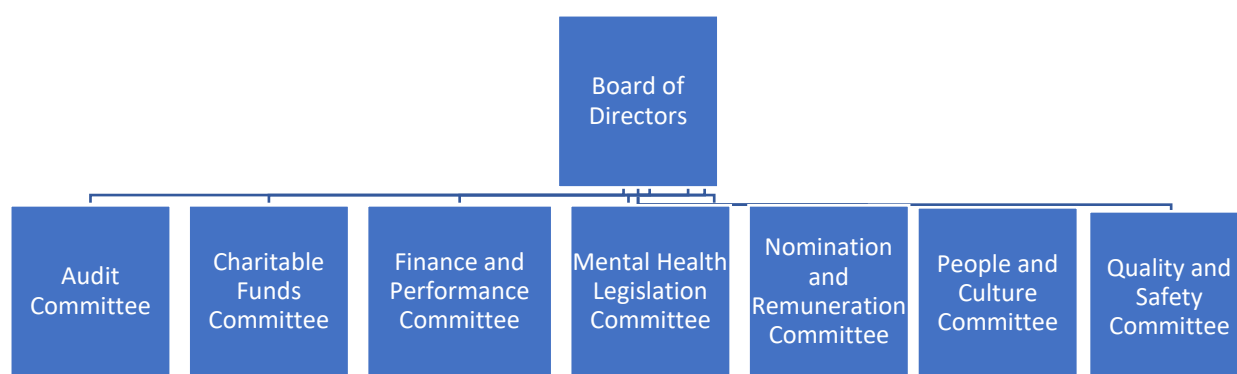 Board of
Directors
Audit
Committee
Charitable
Funds
Committee
Finance and
Performance
Committee
Mental Health
Legislation
Committee
Nomination
and
Remuneration
Committee
People and
Culture
Committee
Quality and
Safety
Committee